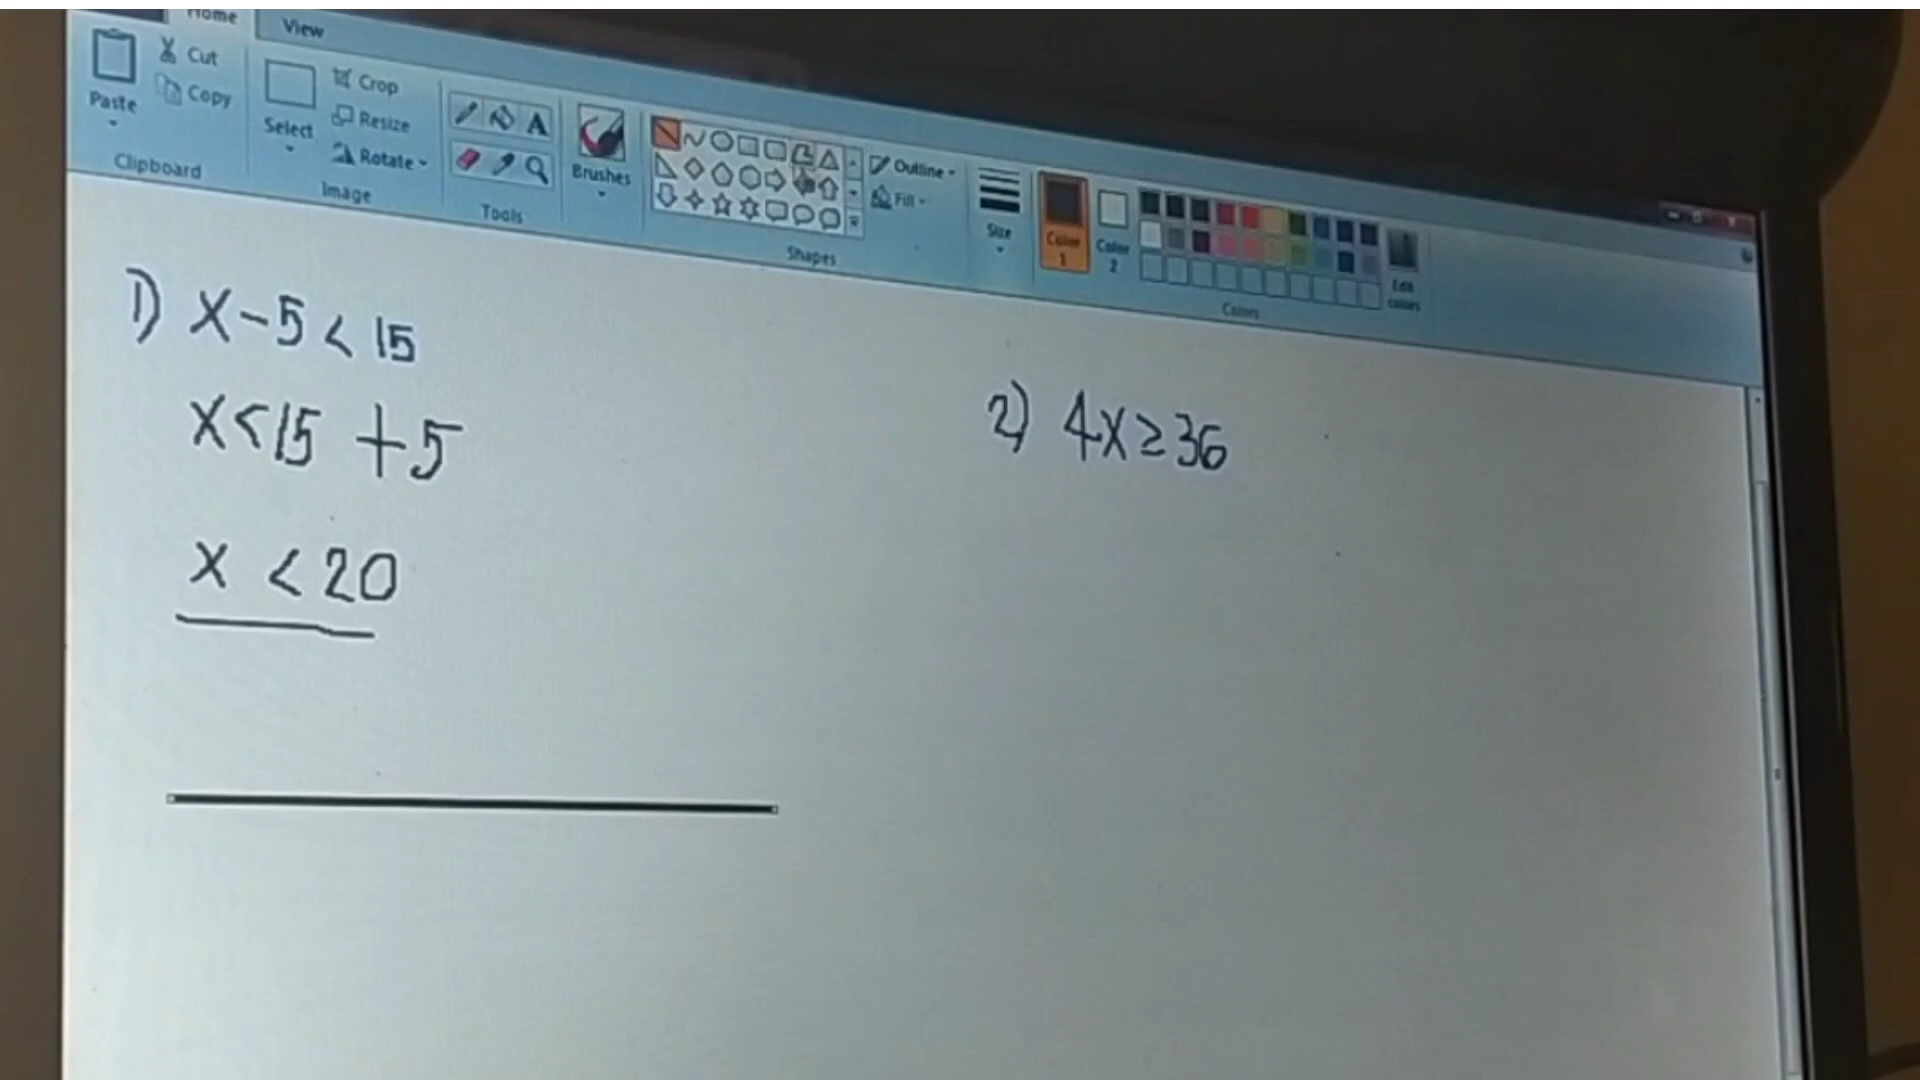 Home View
Paste Cut Copy Clipboard
Select Crop Resize Rotate Image
A
Tools
Brushes
Outline Fill Shapes
Size
Color 1
Color 2
Edit colors
Colors
1) x-5<15
x<15 +5
x <20
2) 4x≥36